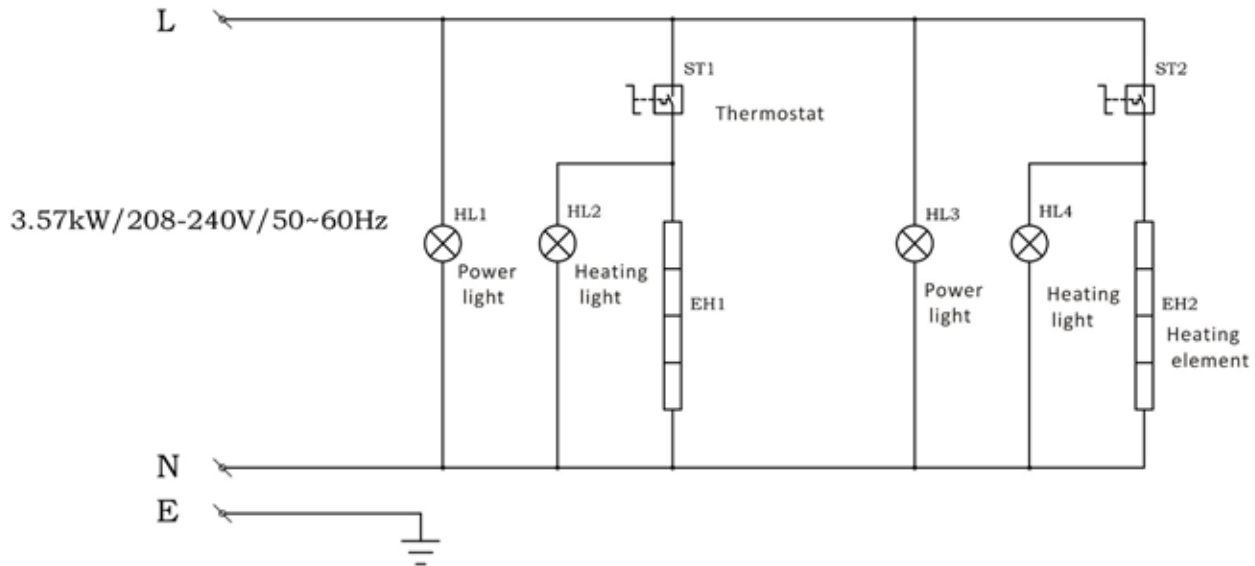 L
ST1
ST2
Thermostat
3.57kW/208-240V/50~60Hz
HL1
HL2
HL3
HL4
Power
light
Heating
light
EH1
Power
light
Heating
light
EH2
Heating
element
N
E